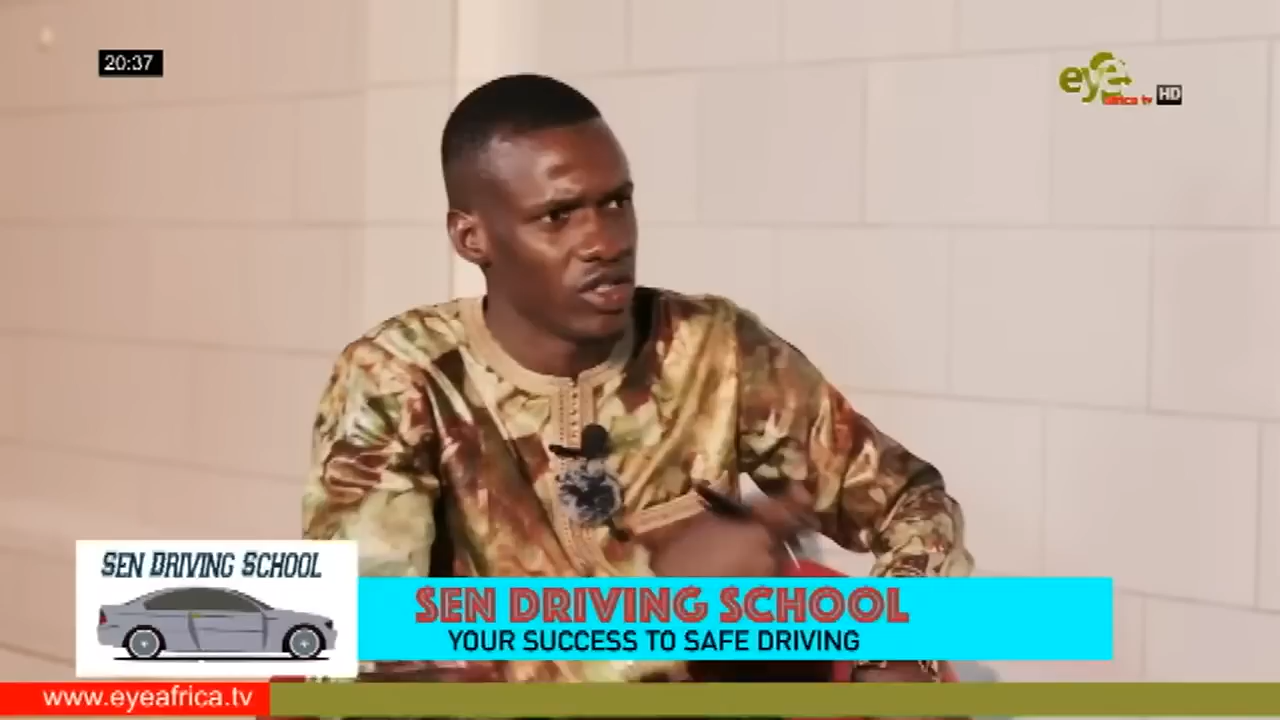 20:37
eye
africa tv HD
SEN DRIVING SCHOOL
SEN DRIVING SCHOOL
YOUR SUCCESS TO SAFE DRIVING
www.eyeafrica.tv